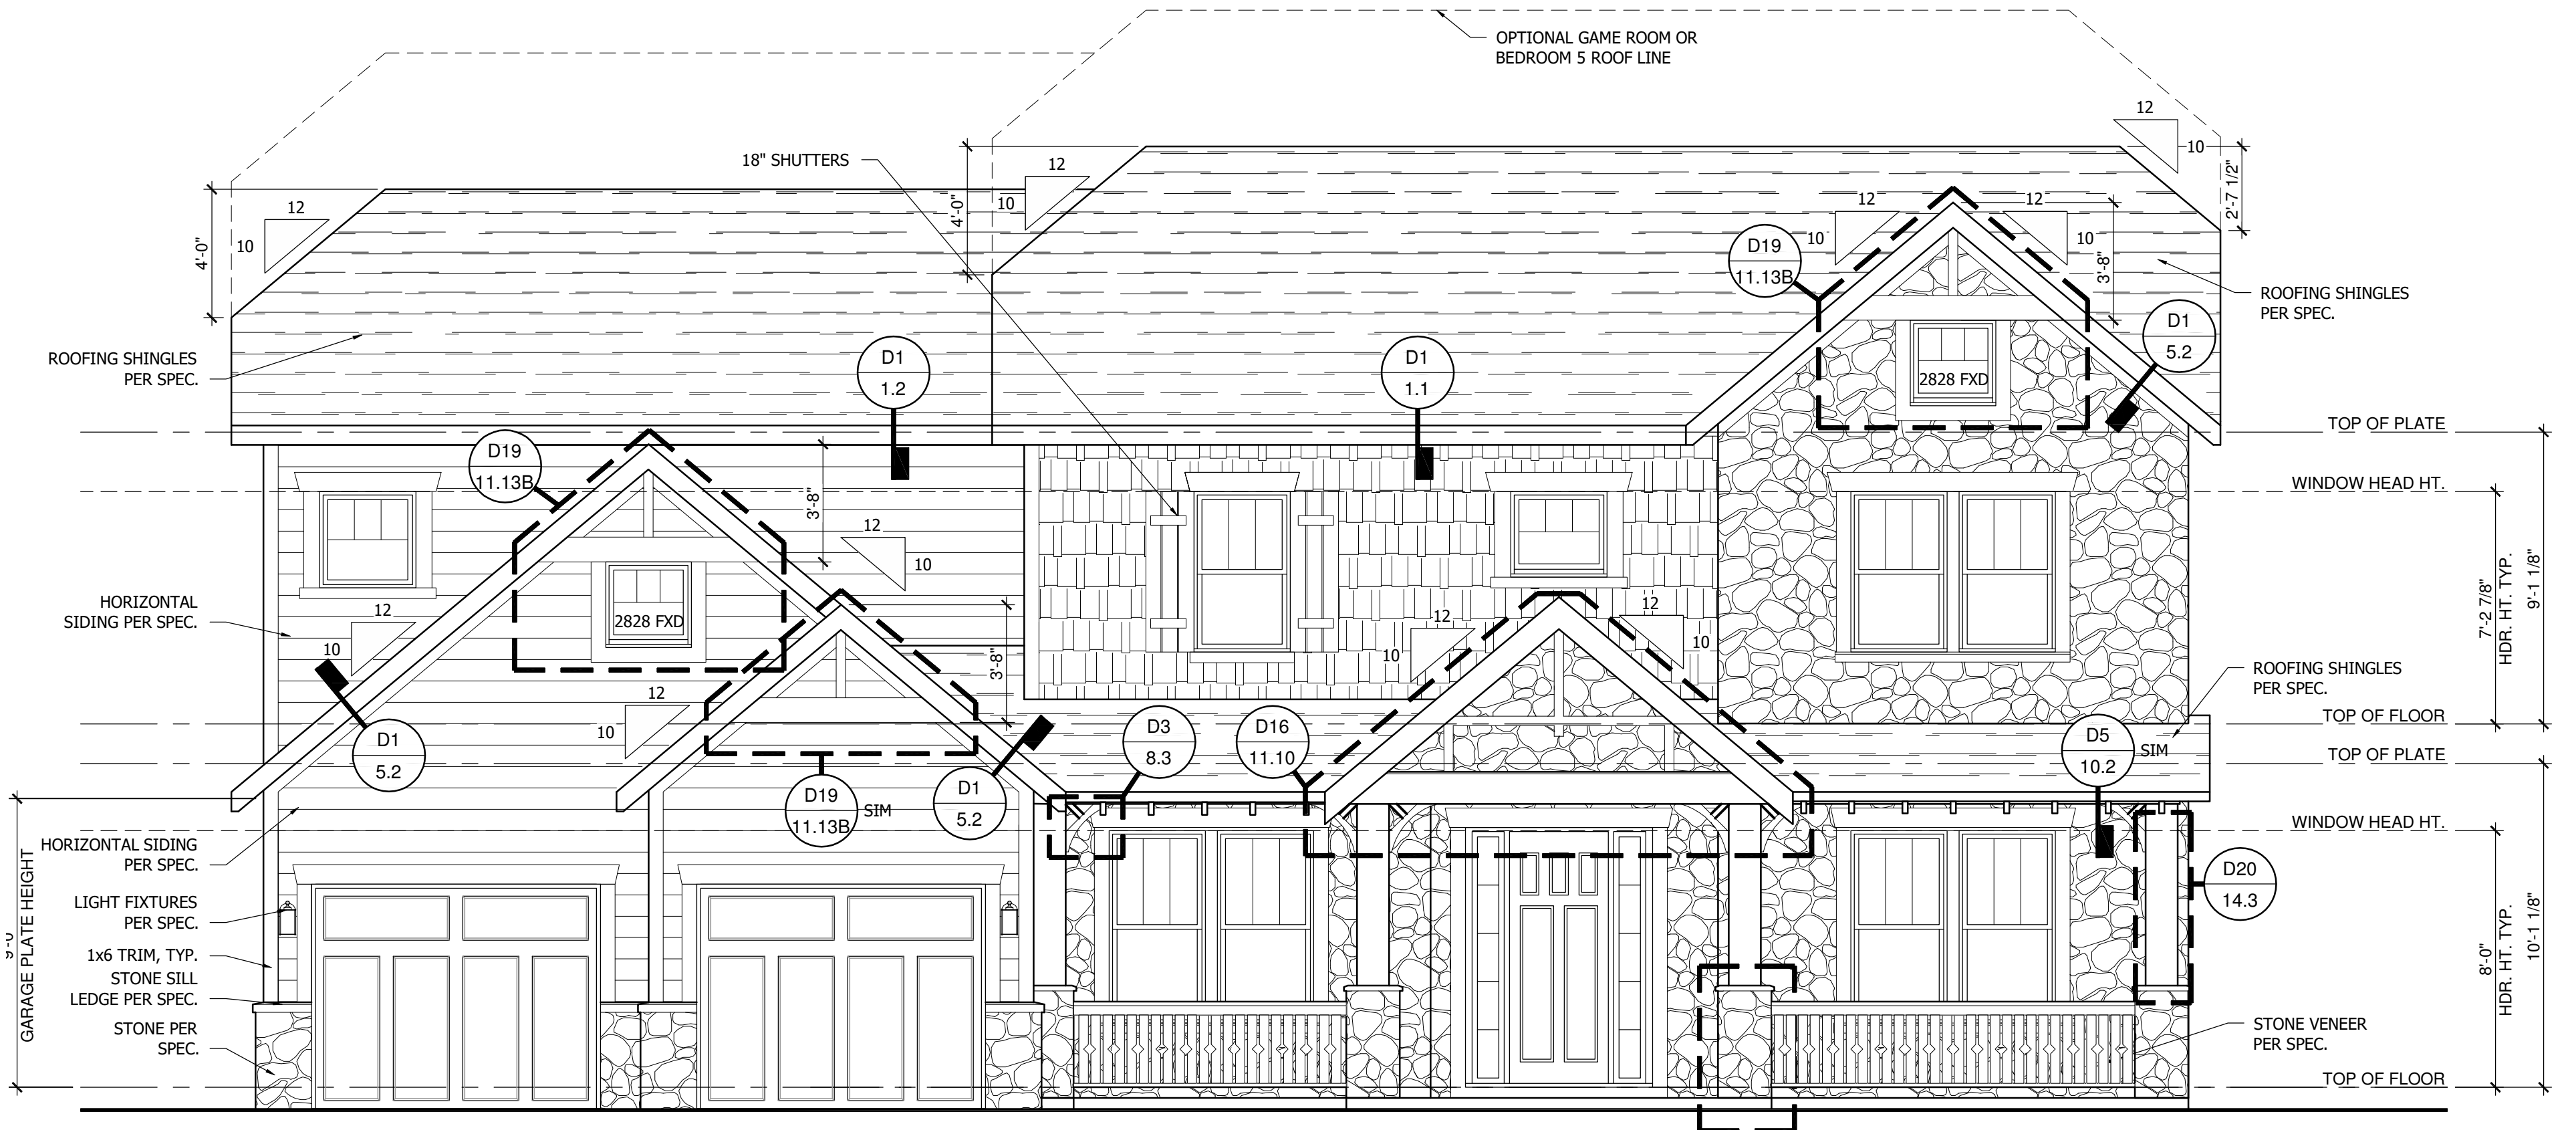 OPTIONAL GAME ROOM OR
BEDROOM 5 ROOF LINE
12
10
2'-7 1/2"
18" SHUTTERS
12
10
4'-0"
12
10
4'-0"
12
10
12
10
3'-8"
D19
11.13B
ROOFING SHINGLES
PER SPEC.
D1
5.2
ROOFING SHINGLES
PER SPEC.
D1
1.2
D1
1.1
2828 FXD
TOP OF PLATE
D19
11.13B
3'-8"
WINDOW HEAD HT.
12
10
HORIZONTAL
SIDING PER SPEC.
12
10
2828 FXD
12
10
12
10
7'-2 7/8"
HDR. HT. TYP.
9'-1 1/8"
3'-8"
ROOFING SHINGLES
PER SPEC.
12
10
TOP OF FLOOR
D1
5.2
D3
8.3
D16
11.10
D5
10.2
SIM
TOP OF PLATE
D19
11.13B
SIM
D1
5.2
WINDOW HEAD HT.
HORIZONTAL SIDING
PER SPEC.
D20
14.3
LIGHT FIXTURES
PER SPEC.
9'-0"
GARAGE PLATE HEIGHT
1x6 TRIM, TYP.
STONE SILL
LEDGE PER SPEC.
8'-0"
HDR. HT. TYP.
10'-1 1/8"
STONE PER
SPEC.
STONE VENEER
PER SPEC.
TOP OF FLOOR